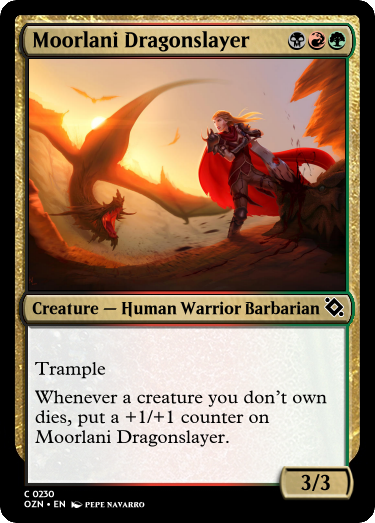 Moorlani Dragonslayer
Creature — Human Warrior Barbarian
Trample
Whenever a creature you don't own
dies, put a +1/+1 counter on
Moorlani Dragonslayer.
3/3
C 0230
OZN • EN PEPE NAVARRO